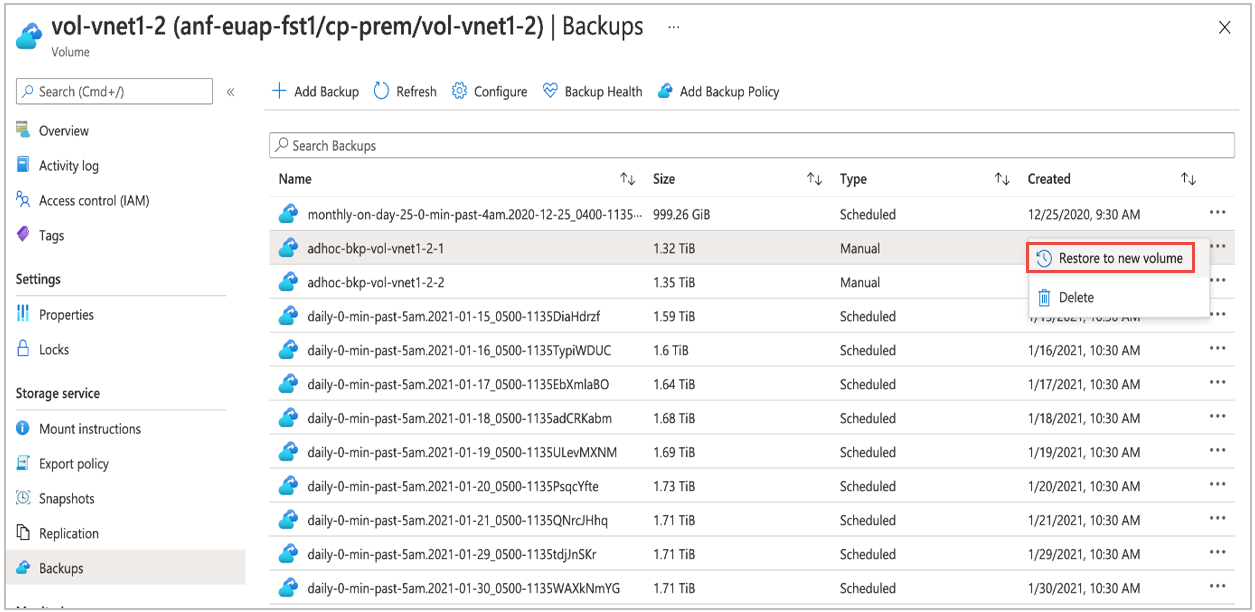 vol-vnet1-2 (anf-euap-fst1/cp-prem/vol-vnet1-2) | Backups ...
Volume
Search (Cmd+/)
«
Overview
Activity log
Access control (IAM)
Tags
Settings
Properties
Locks
Storage service
Mount instructions
Export policy
Snapshots
Replication
Backups
Add Backup Refresh Configure Backup Health Add Backup Policy
Search Backups
Name Size Type Created
monthly-on-day-25-0-min-past-4am.2020-12-25_0400-1135··· 999.26 GiB Scheduled 12/25/2020, 9:30 AM
adhoc-bkp-vol-vnet1-2-1 1.32 TiB Manual
Restore to new volume
adhoc-bkp-vol-vnet1-2-2 1.35 TiB Manual
Delete
daily-0-min-past-5am.2021-01-15_0500-1135DiaHdrzf 1.59 TiB Scheduled 1/15/2021, 10:30 AM
daily-0-min-past-5am.2021-01-16_0500-1135TypiWDUC 1.6 TiB Scheduled 1/16/2021, 10:30 AM
daily-0-min-past-5am.2021-01-17_0500-1135EbXmlaBO 1.64 TiB Scheduled 1/17/2021, 10:30 AM
daily-0-min-past-5am.2021-01-18_0500-1135adCRKabm 1.68 TiB Scheduled 1/18/2021, 10:30 AM
daily-0-min-past-5am.2021-01-19_0500-1135ULevMXNM 1.69 TiB Scheduled 1/19/2021, 10:30 AM
daily-0-min-past-5am.2021-01-20_0500-1135PsqcYfte 1.73 TiB Scheduled 1/20/2021, 10:30 AM
daily-0-min-past-5am.2021-01-21_0500-1135QNrcJHhq 1.71 TiB Scheduled 1/21/2021, 10:30 AM
daily-0-min-past-5am.2021-01-29_0500-1135tdjJnSKr 1.71 TiB Scheduled 1/29/2021, 10:30 AM
daily-0-min-past-5am.2021-01-30_0500-1135WAXkNmYG 1.71 TiB Scheduled 1/30/2021, 10:30 AM